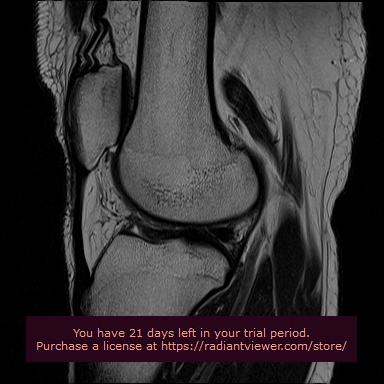 You have 21 days left in your trial period.
Purchase a license at https://radiantviewer.com/store/